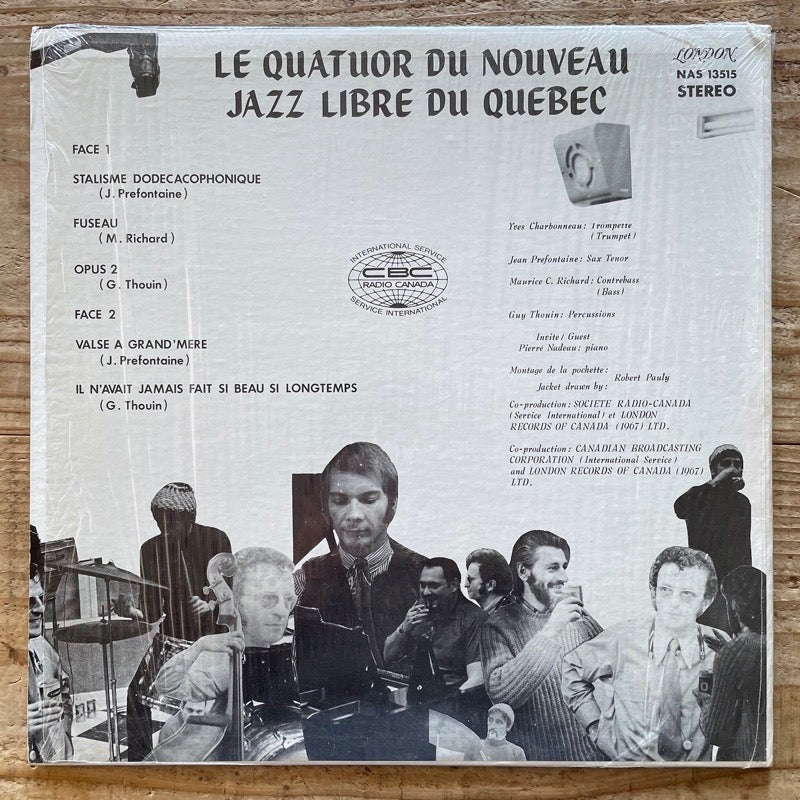 LE QUATUOR DU NOUVEAU
JAZZ LIBRE DU QUEBEC
LONDON
NAS 13515
STEREO
FACE 1
STALISME DODECACOPHONIQUE
(J. Prefontaine)
FUSEAU
(M. Richard)
OPUS 2
(G. Thouin)
FACE 2
VALSE A GRAND'MERE
(J. Prefontaine)
IL N'AVAIT JAMAIS FAIT SI BEAU SI LONGTEMPS
(G. Thouin)
INTERNATIONAL SERVICE
CBC
RADIO CANADA
SERVICE INTERNATIONAL
Yves Charbonneau: Trompette
(Trumpet)
Jean Prefontaine: Sax Tenor
Maurice C. Richard: Contrebass
(Bass)
Guy Thouin: Percussions
Invite/ Guest
Pierre Nadeau: piano
Montage de la pochette:
Jacket drawn by: Robert Pauly
Co-production: SOCIETE RADIO-CANADA
(Service International) et LONDON
RECORDS OF CANADA (1967) LTD.
Co-production: CANADIAN BROADCASTING
CORPORATION (International Service)
and LONDON RECORDS OF CANADA (1967)
LTD.